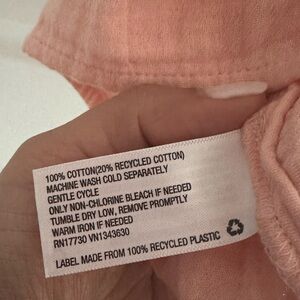 100% COTTON(20% RECYCLED COTTON)
MACHINE WASH COLD SEPARATELY
GENTLE CYCLE
ONLY NON-CHLORINE BLEACH IF NEEDED
TUMBLE DRY LOW, REMOVE PROMPTLY
WARM IRON IF NEEDED
RN17730 VN1343630
LABEL MADE FROM 100% RECYCLED PLASTIC